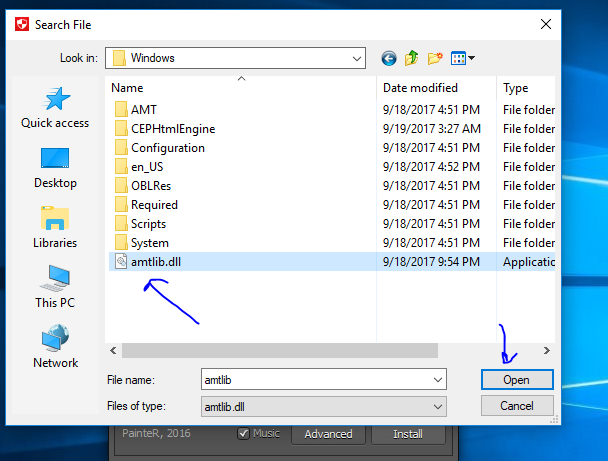 Search File
Look in: Windows
Name Date modified Type
Quick access
Desktop
Libraries
This PC
Network
AMT 9/18/2017 4:51 PM File folder
CEPHtmlEngine 9/19/2017 3:27 AM File folder
Configuration 9/18/2017 4:51 PM File folder
en_US 9/18/2017 4:52 PM File folder
OBLRes 9/18/2017 4:51 PM File folder
Required 9/18/2017 4:51 PM File folder
Scripts 9/18/2017 4:51 PM File folder
System 9/18/2017 4:51 PM File folder
amtlib.dll 9/18/2017 9:54 PM Applicatic
File name: amtlib Open
Files of type: amtlib.dll Cancel
PainteR, 2016 Music Advanced Install